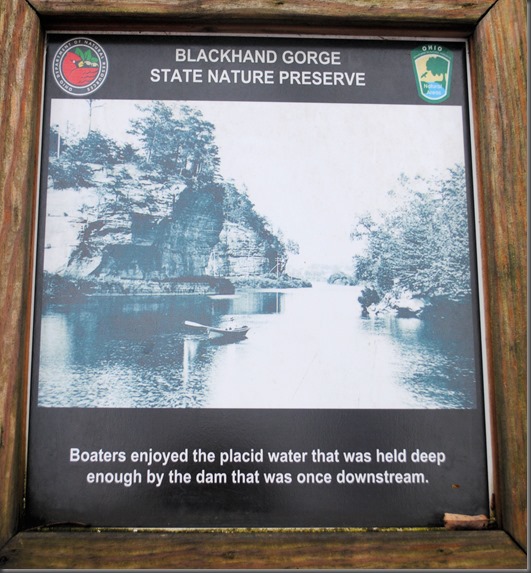 BLACKHAND GORGE
STATE NATURE PRESERVE
OHIO
Boaters enjoyed the placid water that was held deep
enough by the dam that was once downstream.